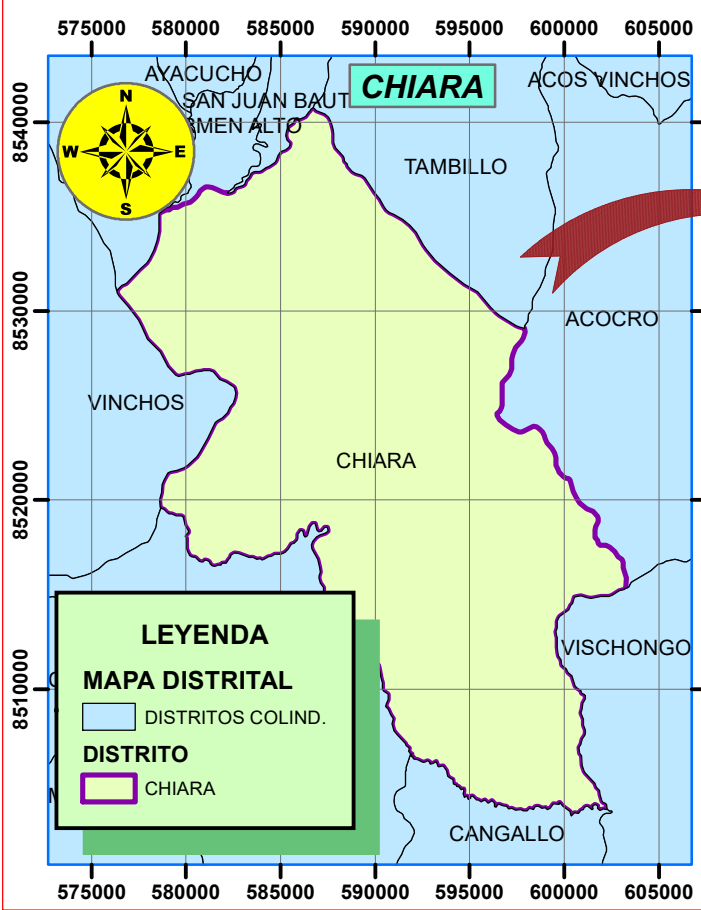 575000 580000 585000 590000 595000 600000 605000
CHIARA
AYACUCHO
ACOS VINCHOS
SAN JUAN BAUT
RMEN ALTO
N
W E
S
TAMBILLO
8540000
8530000
8520000
8510000
ACOCRO
VINCHOS
CHIARA
VISCHONGO
CANGALLO
LEYENDA
MAPA DISTRITAL
DISTRITOS COLIND.
DISTRITO
CHIARA
575000 580000 585000 590000 595000 600000 605000